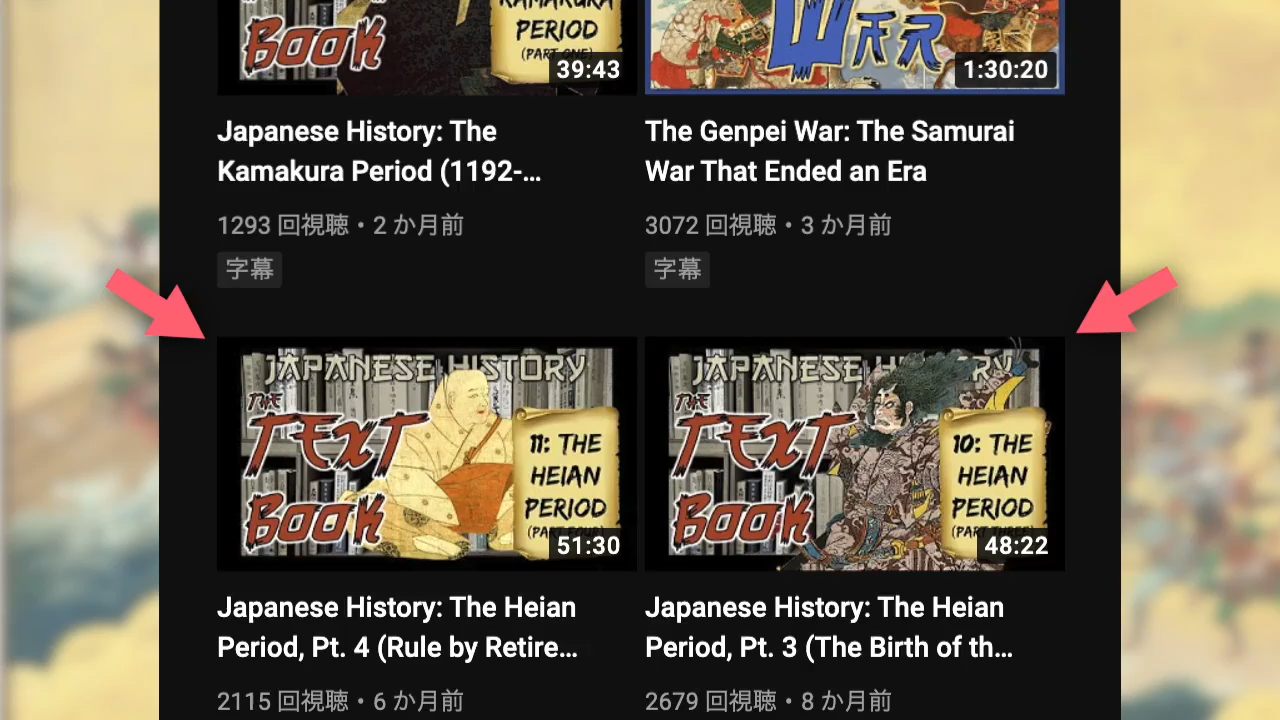 BOOK
KAMAKURA
PERIOD
(PART ONE)
39:43
WAR
1:30:20
Japanese History: The
Kamakura Period (1192-...
1293 回視聴・2 か月前
字幕
The Genpei War: The Samurai
War That Ended an Era
3072 回視聴・3 か月前
字幕
JAPANESE HISTORY
THE
TEXT
BOOK
11: THE
HEIAN
PERIOD
(PART FOUR)
51:30
JAPANESE HISTORY
THE
TEXT
BOOK
10: THE
HEIAN
PERIOD
(PART THREE)
48:22
Japanese History: The Heian
Period, Pt. 4 (Rule by Retire...
2115 回視聴・6 か月前
Japanese History: The Heian
Period, Pt. 3 (The Birth of th...
2679 回視聴・8 か月前